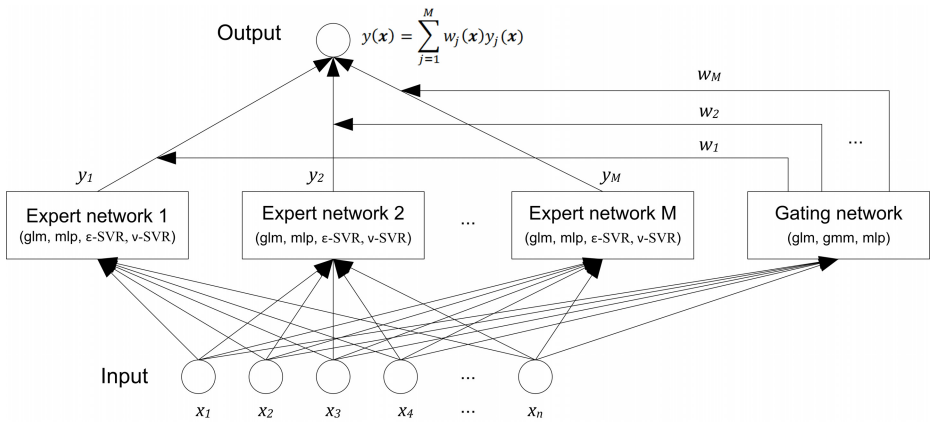 Output
y(x) = ∑_{j=1}^{M} w_j(x)y_j(x)
w_M
w_2
...
w_1
y_1 y_2 y_M
Expert network 1
(glm, mlp, ε-SVR, ν-SVR)
Expert network 2
(glm, mlp, ε-SVR, ν-SVR)
...
Expert network M
(glm, mlp, ε-SVR, ν-SVR)
Gating network
(glm, gmm, mlp)
Input
...
x_1 x_2 x_3 x_4 ... x_n